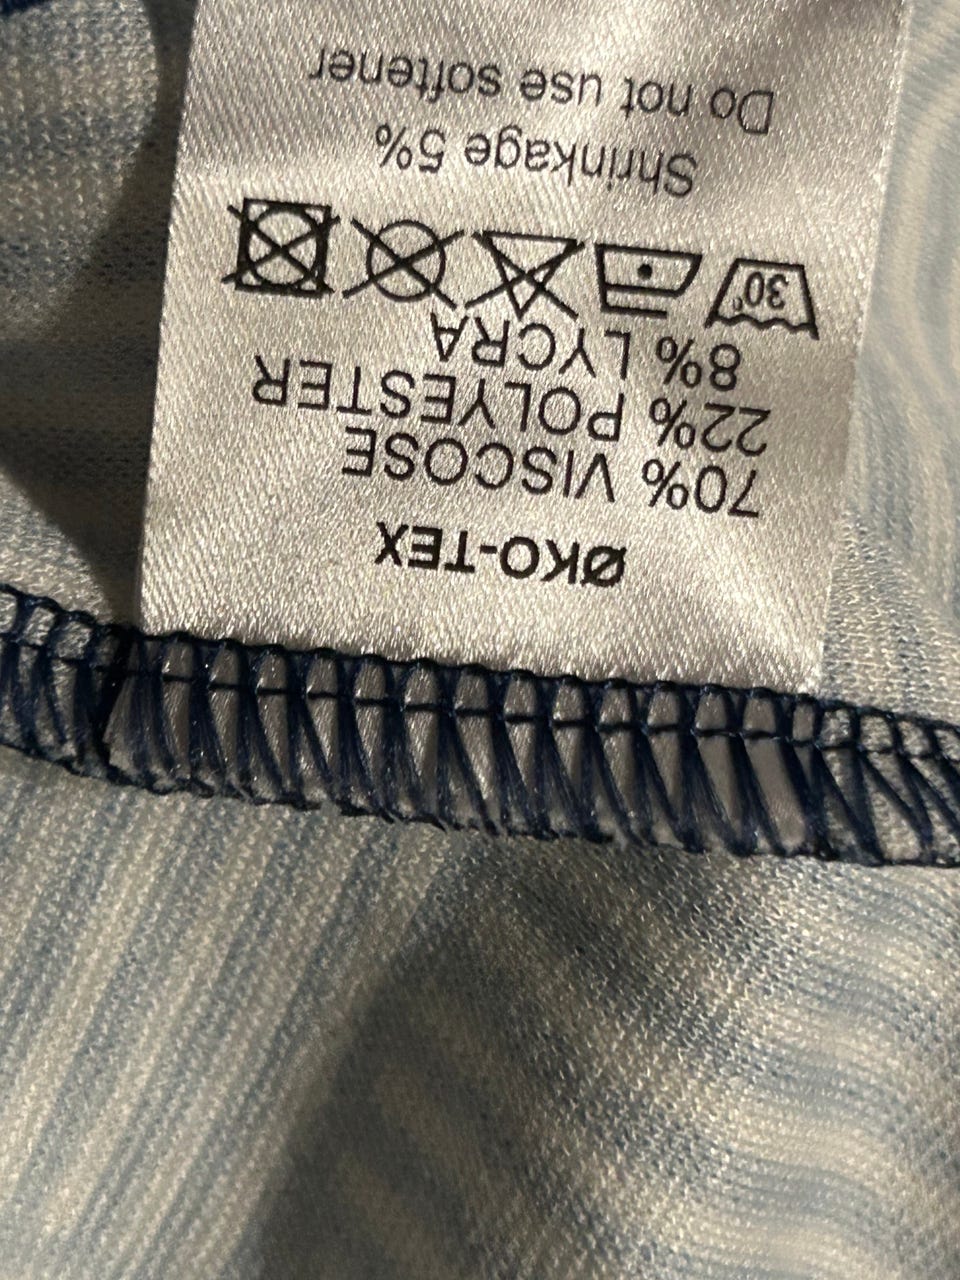 ØKO-TEX
70% VISCOSE
22% POLYESTER
8% LYCRA
30°
Shrinkage 5%
Do not use softener